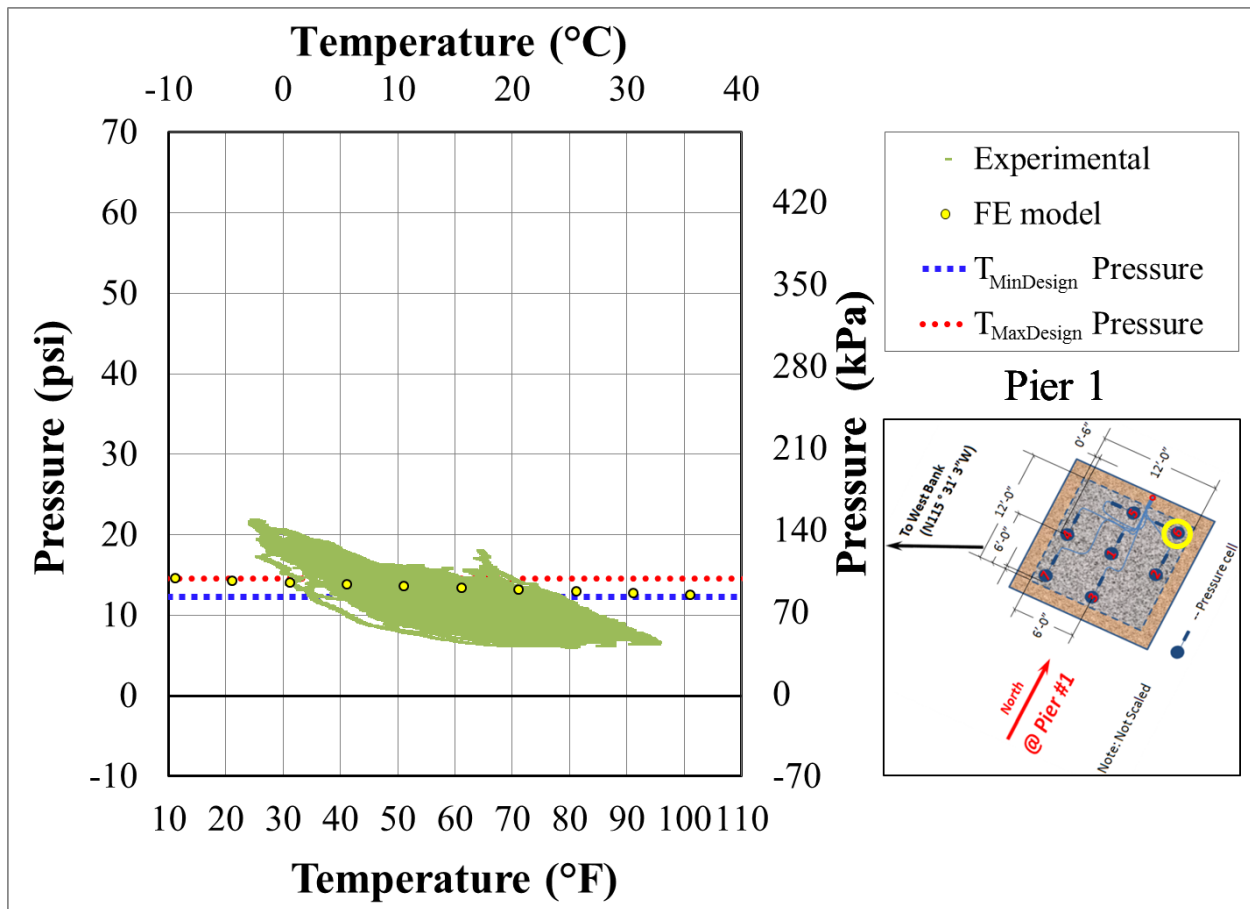 Temperature (°C)
-10 0 10 20 30 40
70
60
50
40
30
20
10
0
-10
Pressure (psi)
420
350
280
210
140
70
0
-70
Pressure (kPa)
10 20 30 40 50 60 70 80 90 100 110
Temperature (°F)
Experimental
FE model
TMinDesign Pressure
TMaxDesign Pressure
Pier 1
To West Bank
(N115° 31' 3"W)
0'-6"
12'-0"
12'-0"
6'-0"
6'-0"
North
@ Pier #1
-- Pressure cell
Note: Not Scaled